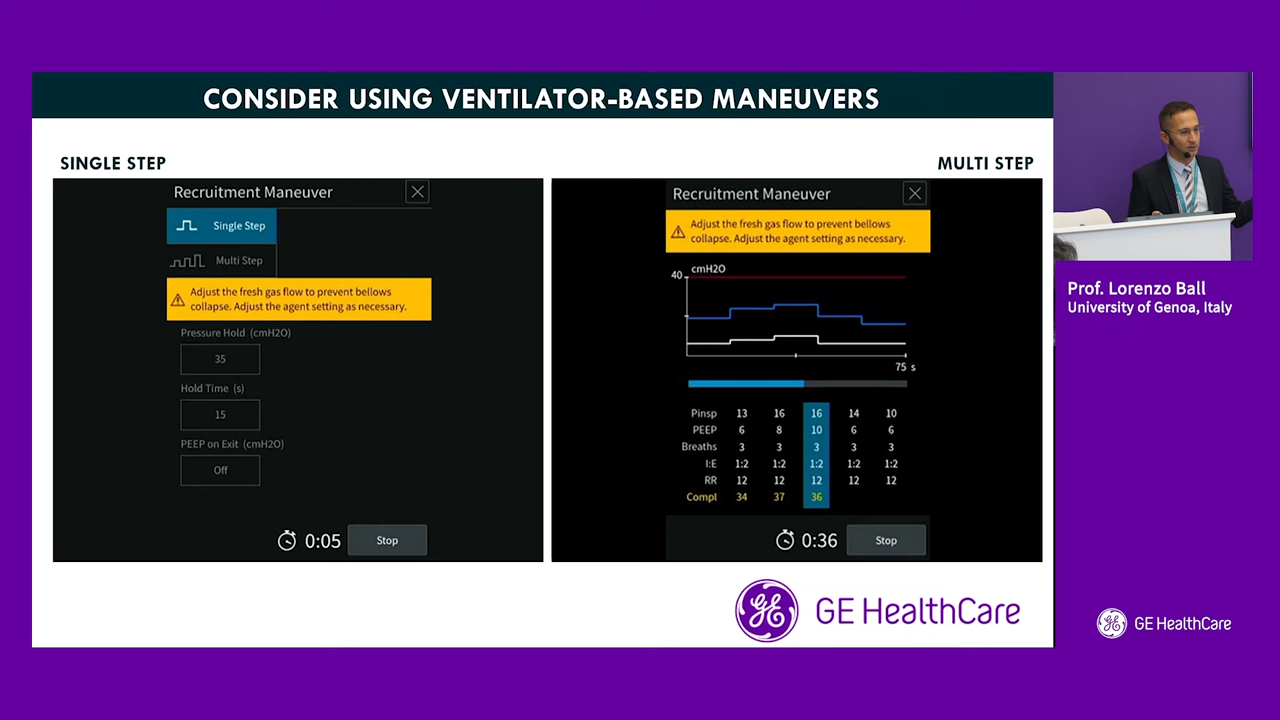 CONSIDER USING VENTILATOR-BASED MANEUVERS
SINGLE STEP
Recruitment Maneuver
Single Step
Multi Step
Adjust the fresh gas flow to prevent bellows
collapse. Adjust the agent setting as necessary.
Pressure Hold (cmH2O)
35
Hold Time (s)
15
PEEP on Exit (cmH2O)
Off
0:05 Stop
MULTI STEP
Recruitment Maneuver
Adjust the fresh gas flow to prevent bellows
collapse. Adjust the agent setting as necessary.
cmH2O
40
75 s
Pinsp 13 16 16 14 10
PEEP 6 8 10 6 6
Breaths 3 3 3 3 3
I:E 1:2 1:2 1:2 1:2 1:2
RR 12 12 12 12 12
Compl 34 37 36
0:36 Stop
GE HealthCare
Prof. Lorenzo Ball
University of Genoa, Italy
GE HealthCare